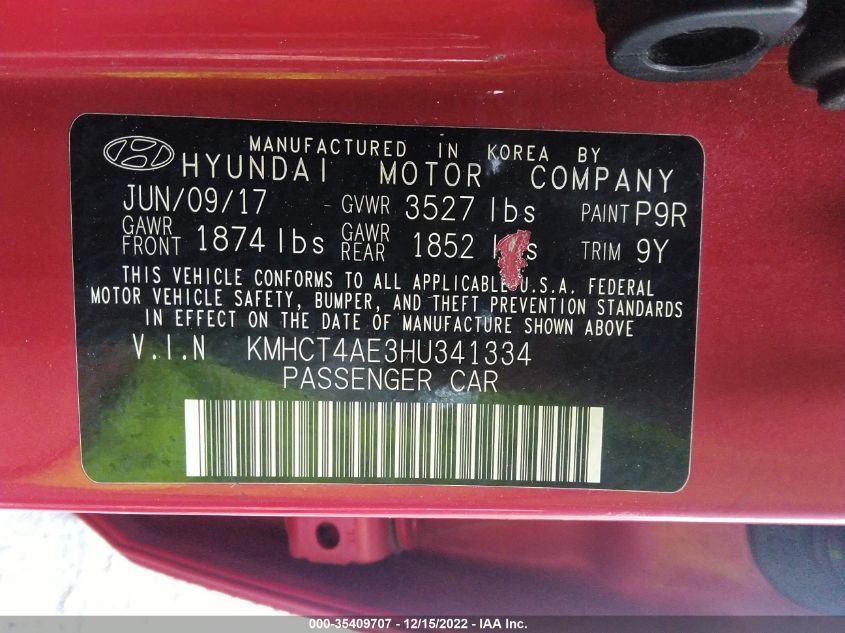 MANUFACTURED IN KOREA BY
HYUNDAI MOTOR COMPANY
JUN/09/17 GVWR 3527 lbs PAINT P9R
GAWR FRONT 1874 lbs GAWR REAR 1852 TRIM 9Y
THIS VEHICLE CONFORMS TO ALL APPLICABLE U.S.A. FEDERAL
MOTOR VEHICLE SAFETY, BUMPER, AND THEFT PREVENTION STANDARDS
IN EFFECT ON THE DATE OF MANUFACTURE SHOWN ABOVE
V.I.N KMHCT4AE3HU341334
PASSENGER CAR
000-35409707 - 12/15/2022 - IAA Inc.